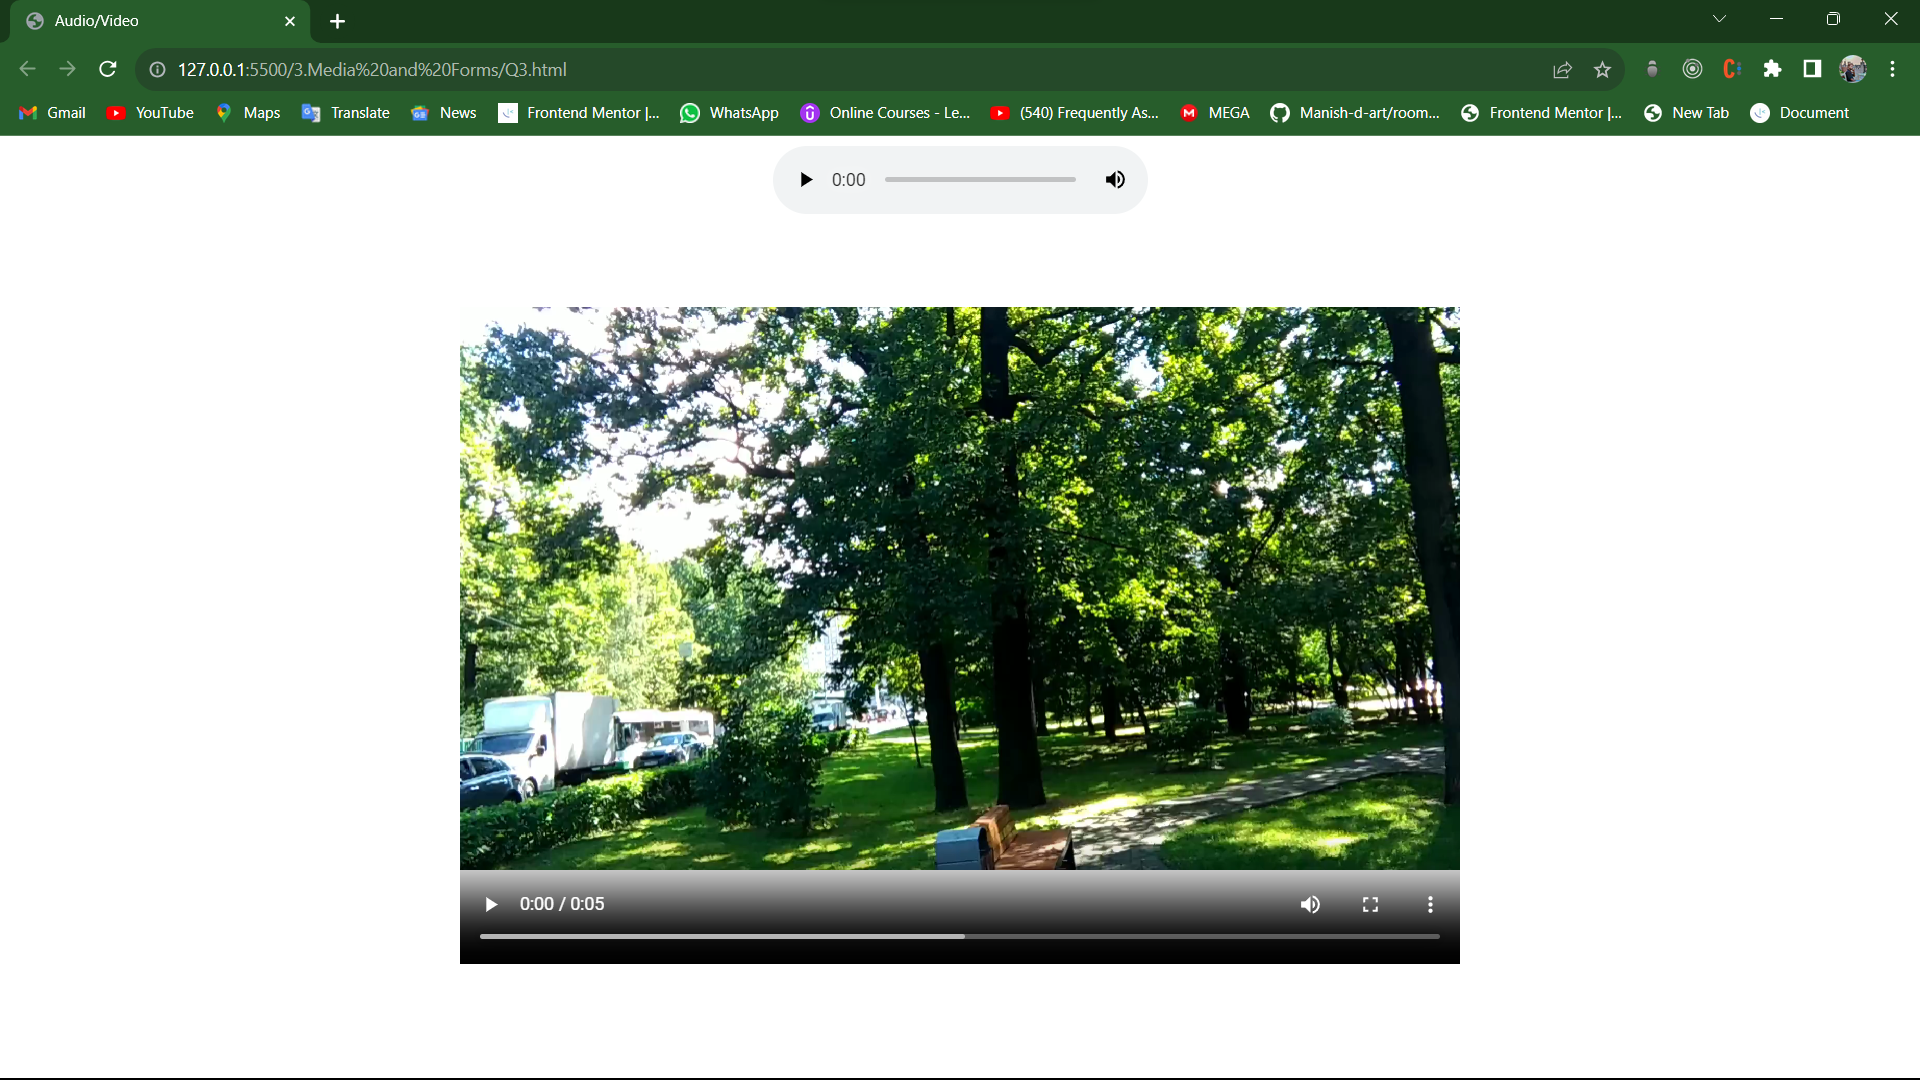 Audio/Video
127.0.0.1:5500/3.Media%20and%20Forms/Q3.html
Gmail YouTube Maps Translate News Frontend Mentor |... WhatsApp Online Courses - Le... (540) Frequently As... MEGA Manish-d-art/room... Frontend Mentor |... New Tab Document
0:00
0:00 / 0:05